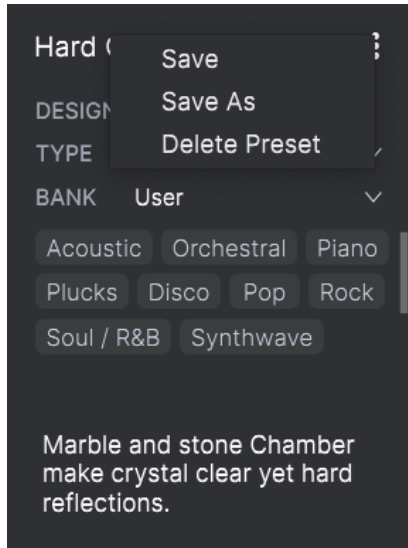 Hard
Save
Save As
DESIGN
TYPE
Delete Preset
BANK User
Acoustic Orchestral Piano
Plucks Disco Pop Rock
Soul / R&B Synthwave
Marble and stone Chamber
make crystal clear yet hard
reflections.